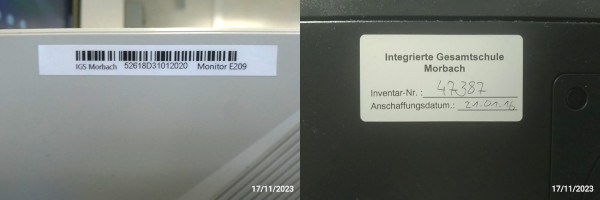 IGS Morbach 52618D31012020 Monitor E209
17/11/2023
Integrierte Gesamtschule
Morbach
Inventar-Nr.: 47387
Anschaffungsdatum.: 21.01.16
17/11/2023